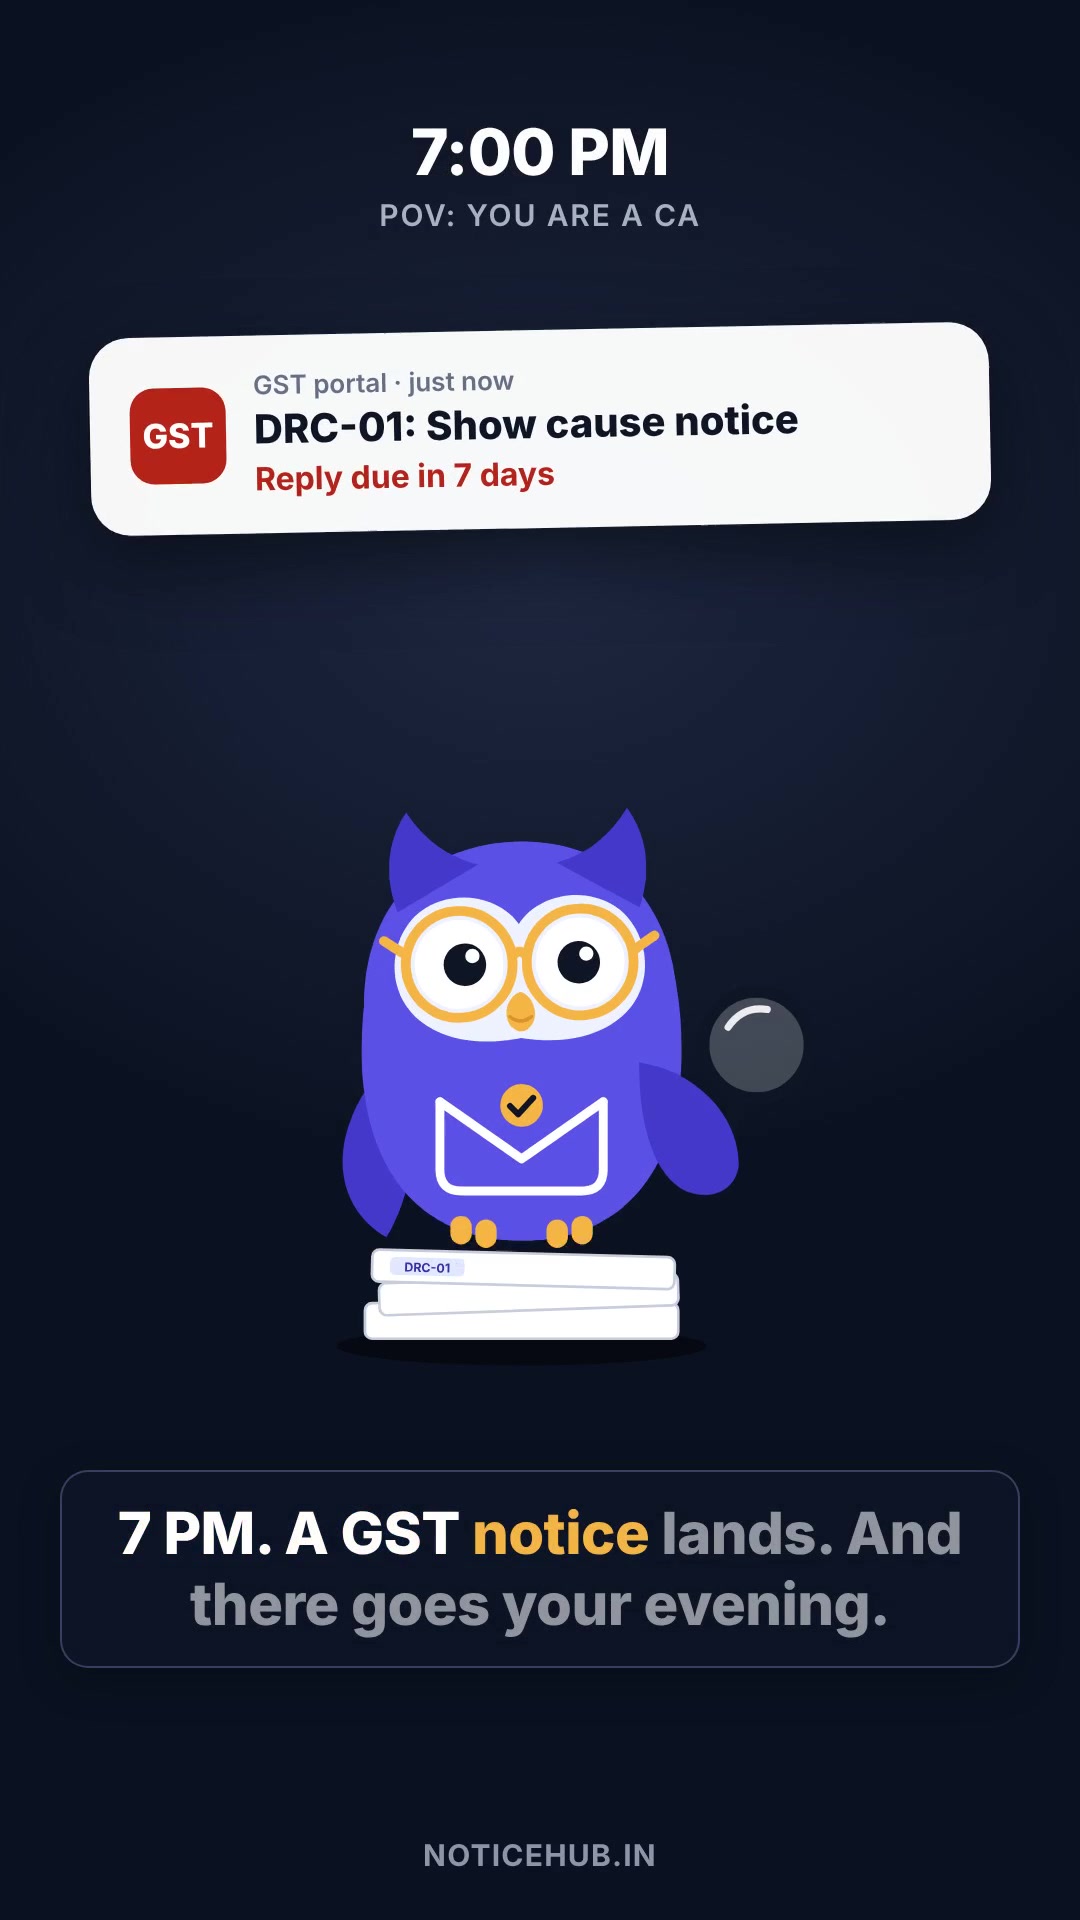 7:00 PM
POV: YOU ARE A CA
GST portal · just now
GST
DRC-01: Show cause notice
Reply due in 7 days
DRC-01
7 PM. A GST notice lands. And
there goes your evening.
NOTICEHUB.IN